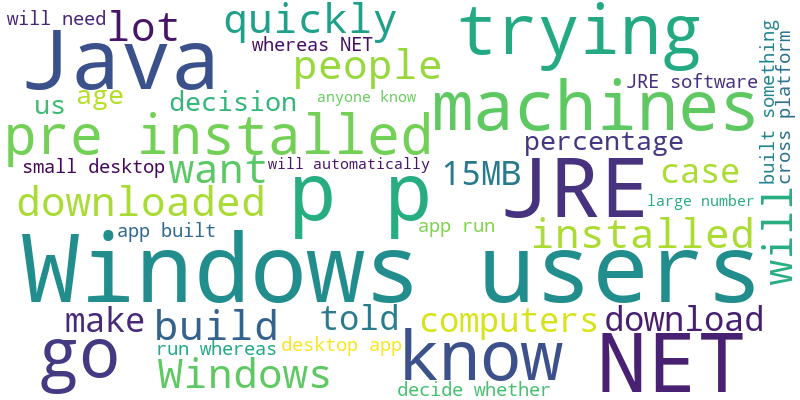 will need
lot
quickly
trying
Java
whereas NET
people
JRE software
built something
cross platform
us
age
decision
anyone know
machines
pre installed
percentage
small desktop
want
will automatically
15MB
JRE
case
downloaded
p p
large number
will
app built
app run
installed
Windows users
make
build
told
computers
download
go
run whereas
desktop app
know
NET
Windows
decide whether